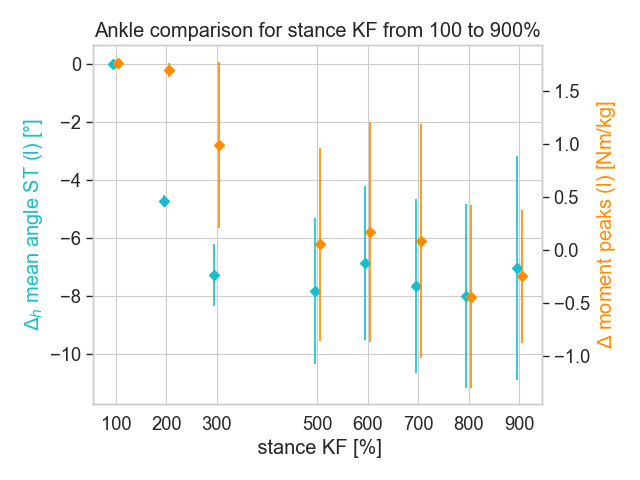 Ankle comparison for stance KF from 100 to 900%
Δh mean angle ST (l) [°]
0
−2
−4
−6
−8
−10
1.5
1.0
0.5
0.0
−0.5
−1.0
Δ moment peaks (l) [Nm/kg]
100 200 300 500 600 700 800 900
stance KF [%]